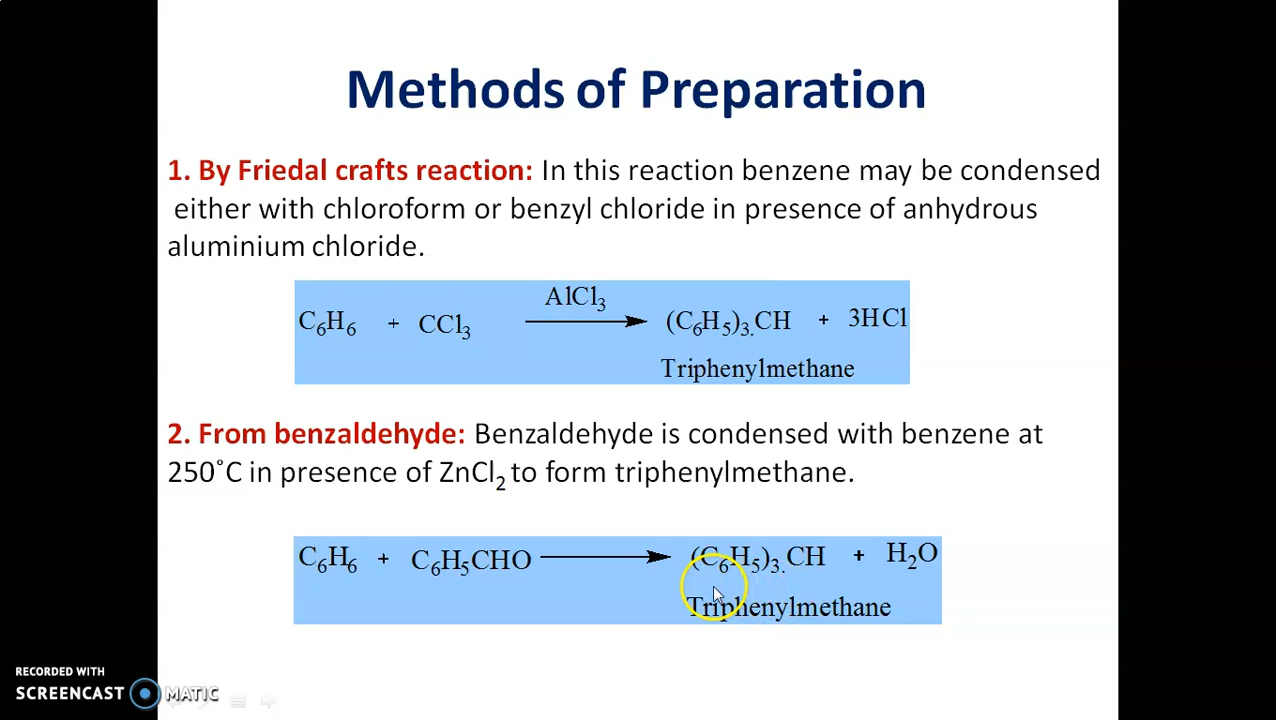 Methods of Preparation
1. By Friedal crafts reaction: In this reaction benzene may be condensed
either with chloroform or benzyl chloride in presence of anhydrous
aluminium chloride.
C₆H₆ + CCl₃ AlCl₃ (C₆H₅)₃.CH + 3HCl
Triphenylmethane
2. From benzaldehyde: Benzaldehyde is condensed with benzene at
250˚C in presence of ZnCl₂ to form triphenylmethane.
C₆H₆ + C₆H₅CHO (C₆H₅)₃.CH + H₂O
Triphenylmethane
RECORDED WITH
SCREENCAST MATIC